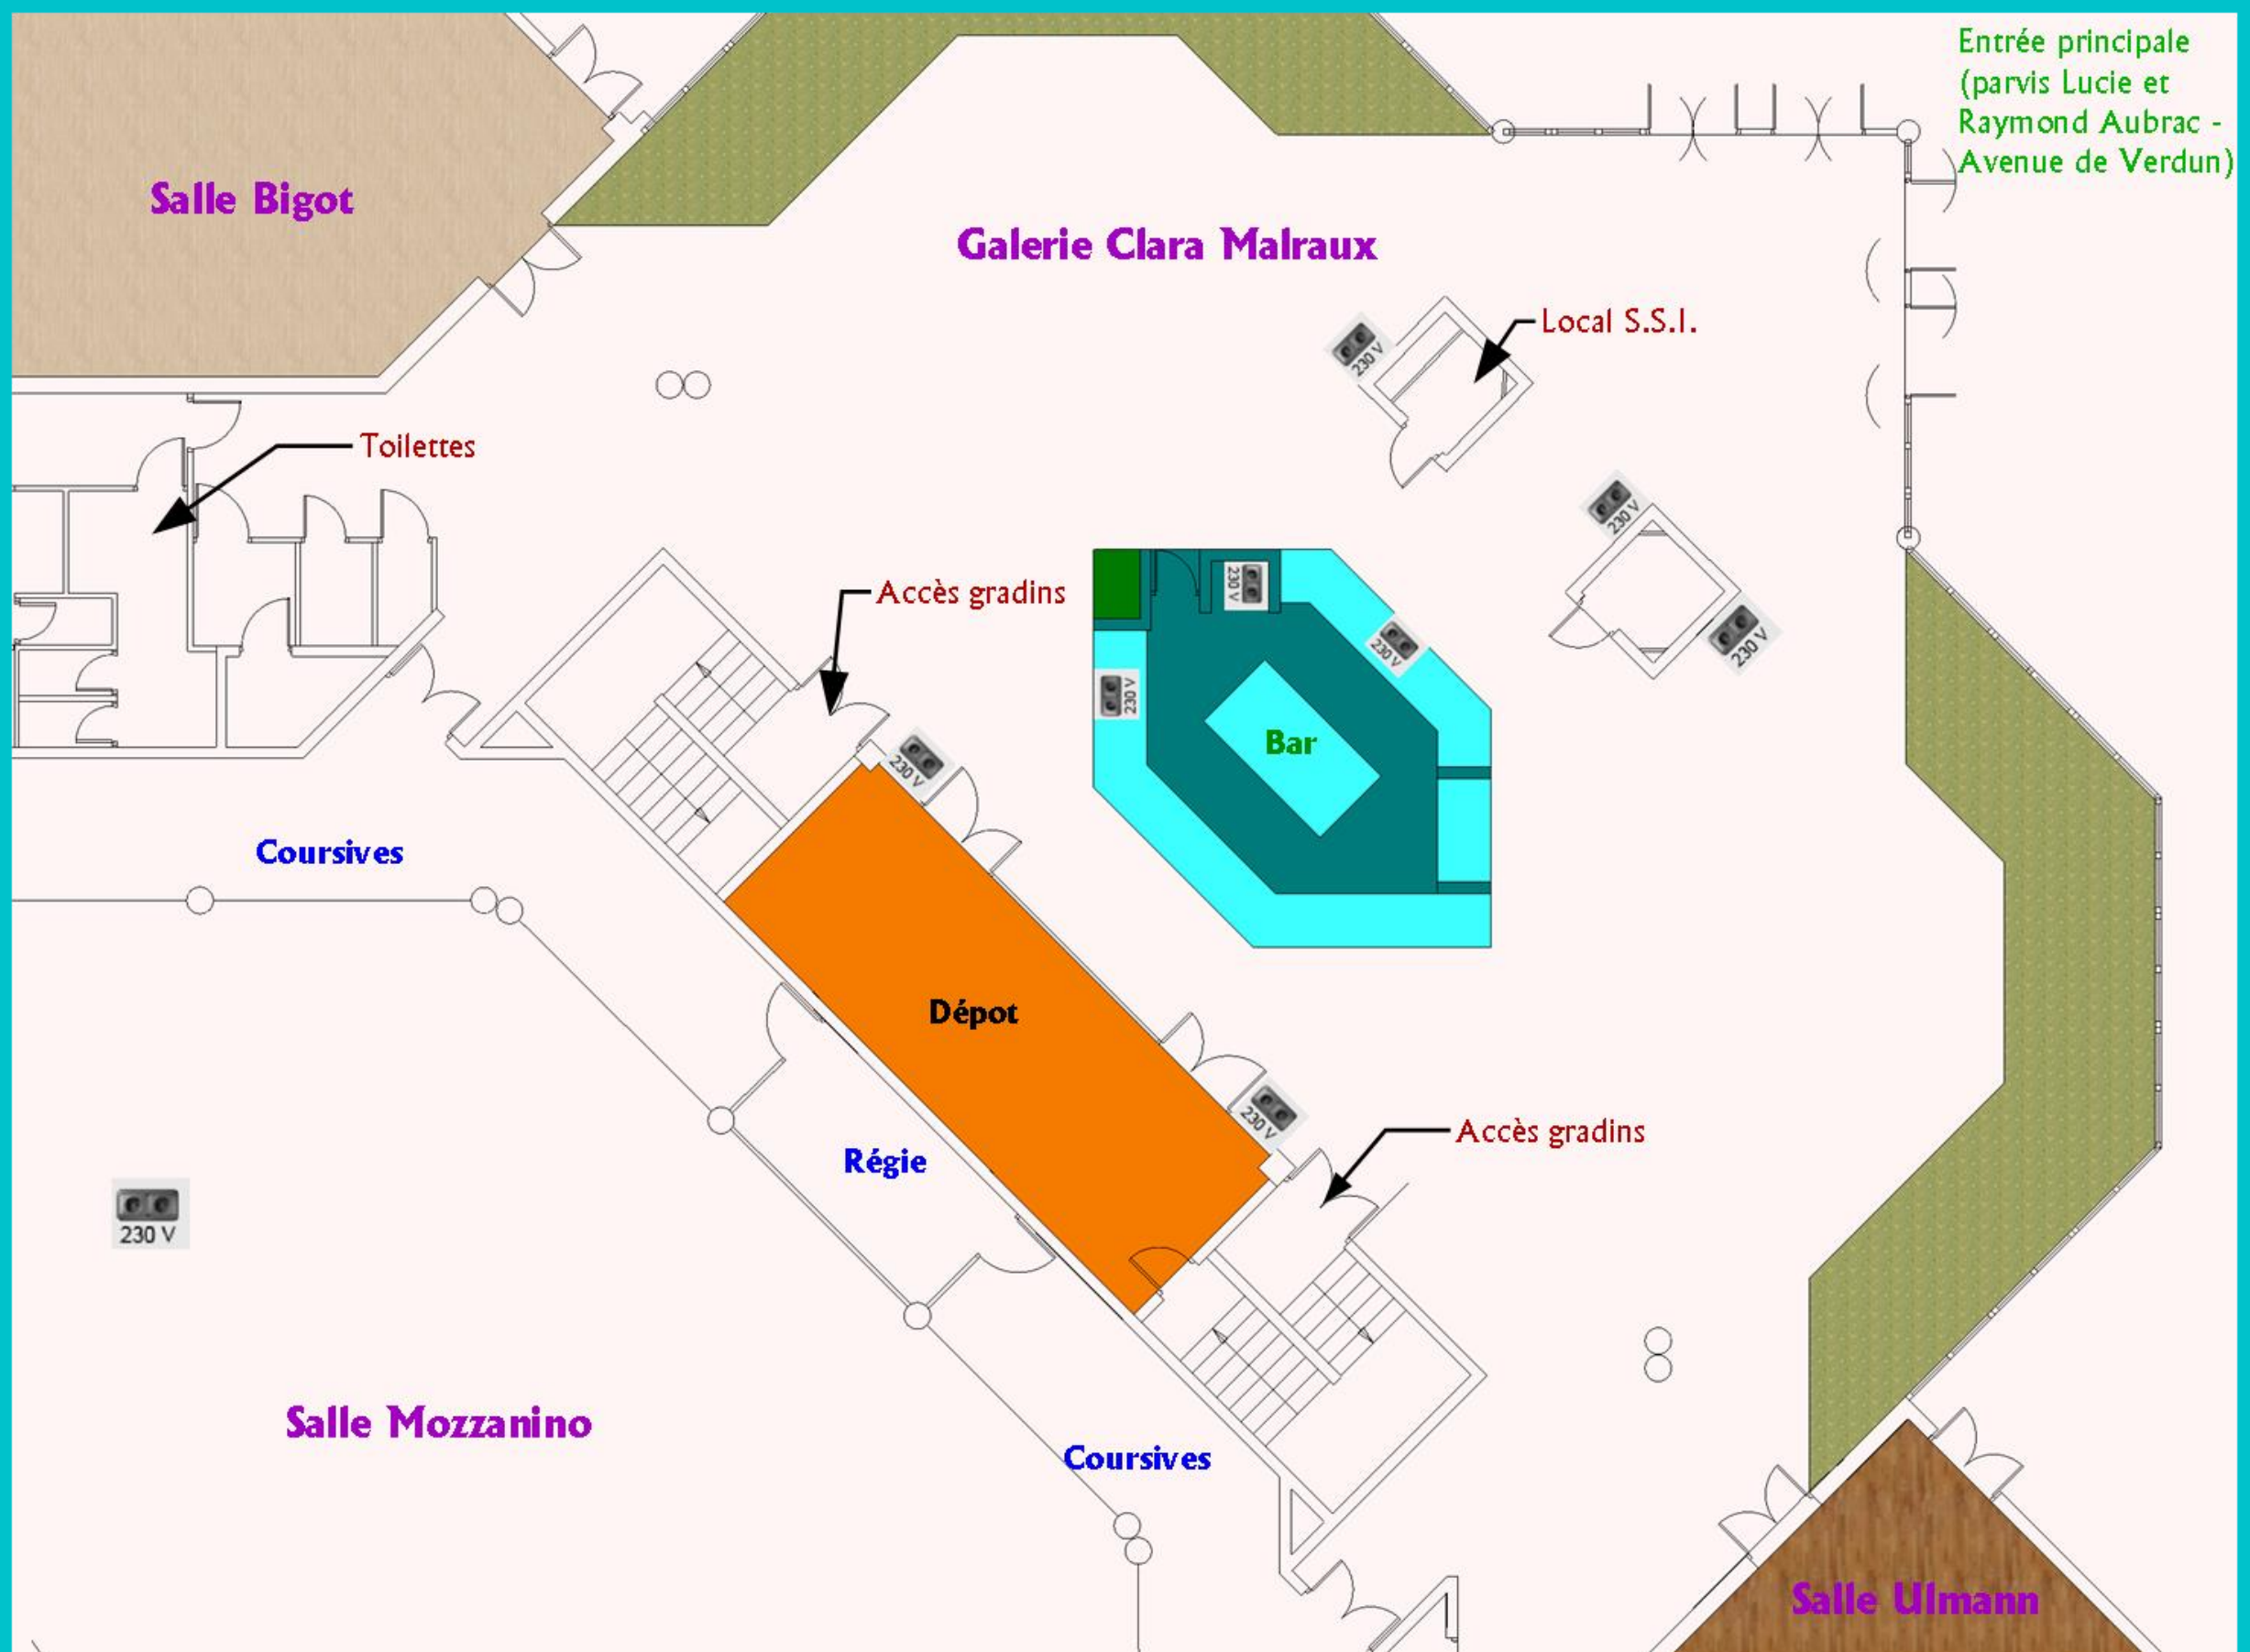 Entrée principale
(parvis Lucie et
Raymond Aubrac -
Avenue de Verdun)
Salle Bigot
Galerie Clara Malraux
Local S.S.I.
230 V
Toilettes
230 V
Accès gradins
230 V
230 V
230 V
230 V
Bar
230 V
Coursives
Dépot
230 V
Accès gradins
Régie
230 V
Salle Mozzanino
Coursives
Salle Ulmann